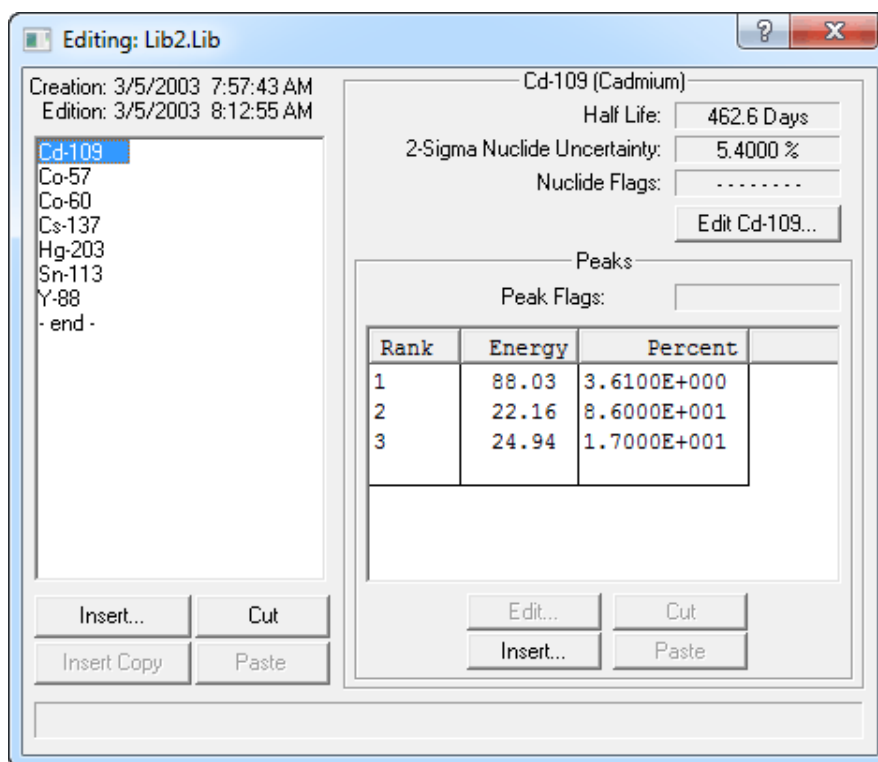 Editing: Lib2.Lib
?
X
Creation: 3/5/2003 7:57:43 AM
Edition: 3/5/2003 8:12:55 AM
Cd-109
Co-57
Co-60
Cs-137
Hg-203
Sn-113
Y-88
- end -
Insert... Cut
Insert Copy Paste
Cd-109 (Cadmium)
Half Life: 462.6 Days
2-Sigma Nuclide Uncertainty: 5.4000 %
Nuclide Flags: - - - - - - - -
Edit Cd-109...
Peaks
Peak Flags:
Rank Energy Percent
1 88.03 3.6100E+000
2 22.16 8.6000E+001
3 24.94 1.7000E+001
Edit... Cut
Insert... Paste